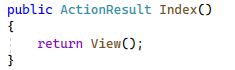 public ActionResult Index()
{
    return View();
}